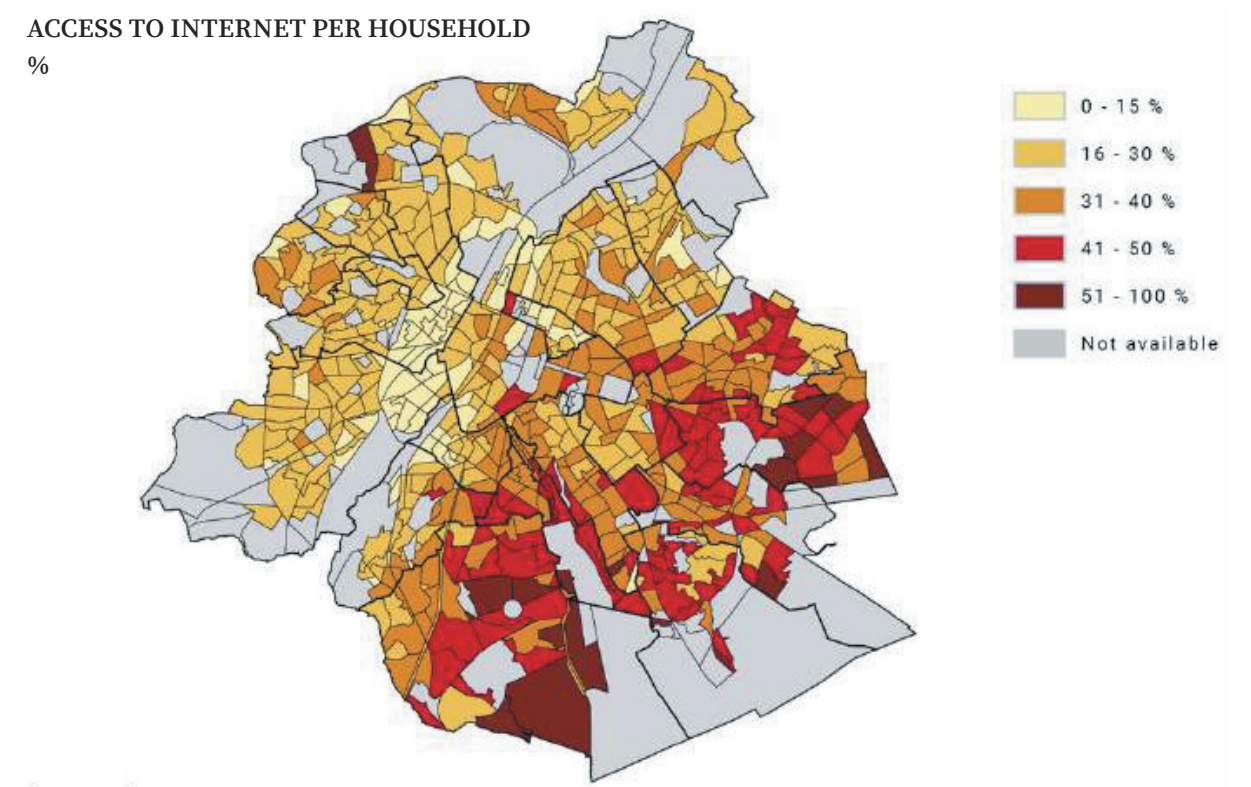 ACCESS TO INTERNET PER HOUSEHOLD
%
0 - 15 %
16 - 30 %
31 - 40 %
41 - 50 %
51 - 100 %
Not available